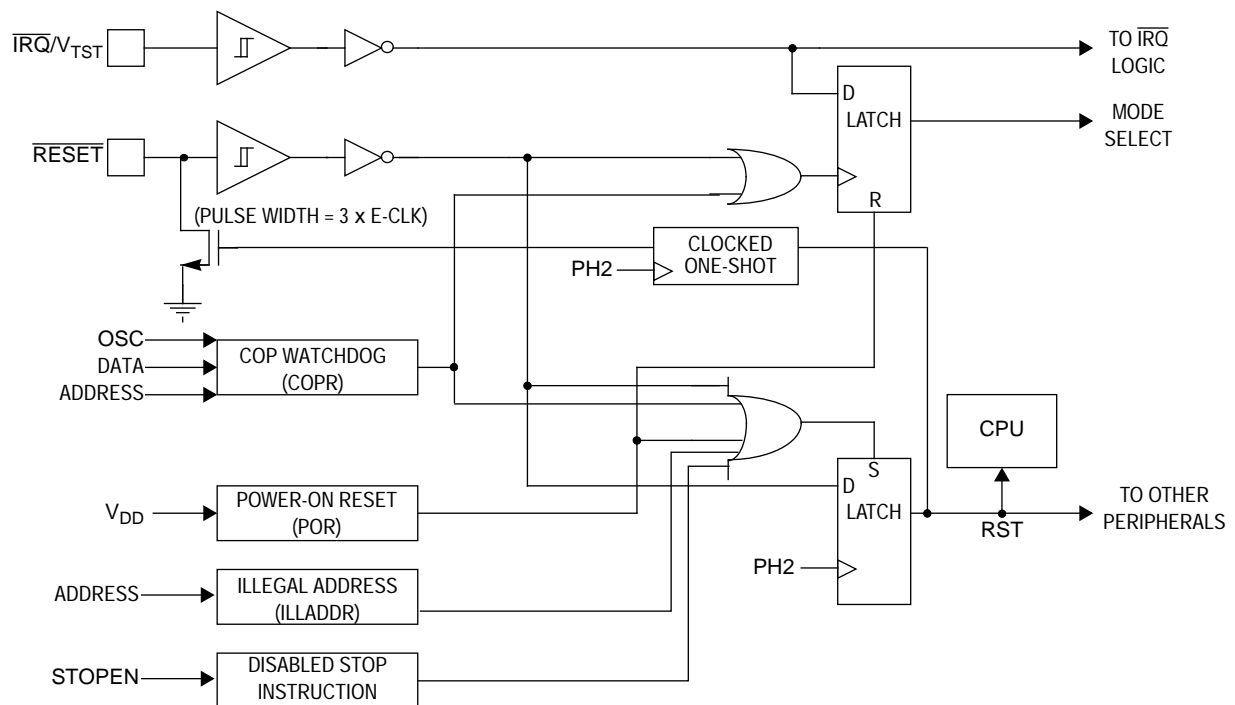 IRQ/VTST
TO IRQ
LOGIC
D
LATCH
R
MODE
SELECT
RESET
(PULSE WIDTH = 3 x E-CLK)
CLOCKED
ONE-SHOT
PH2
OSC
DATA
ADDRESS
COP WATCHDOG
(COPR)
CPU
S
D
LATCH
PH2
RST
TO OTHER
PERIPHERALS
VDD
POWER-ON RESET
(POR)
ADDRESS
ILLEGAL ADDRESS
(ILLADDR)
STOPEN
DISABLED STOP
INSTRUCTION